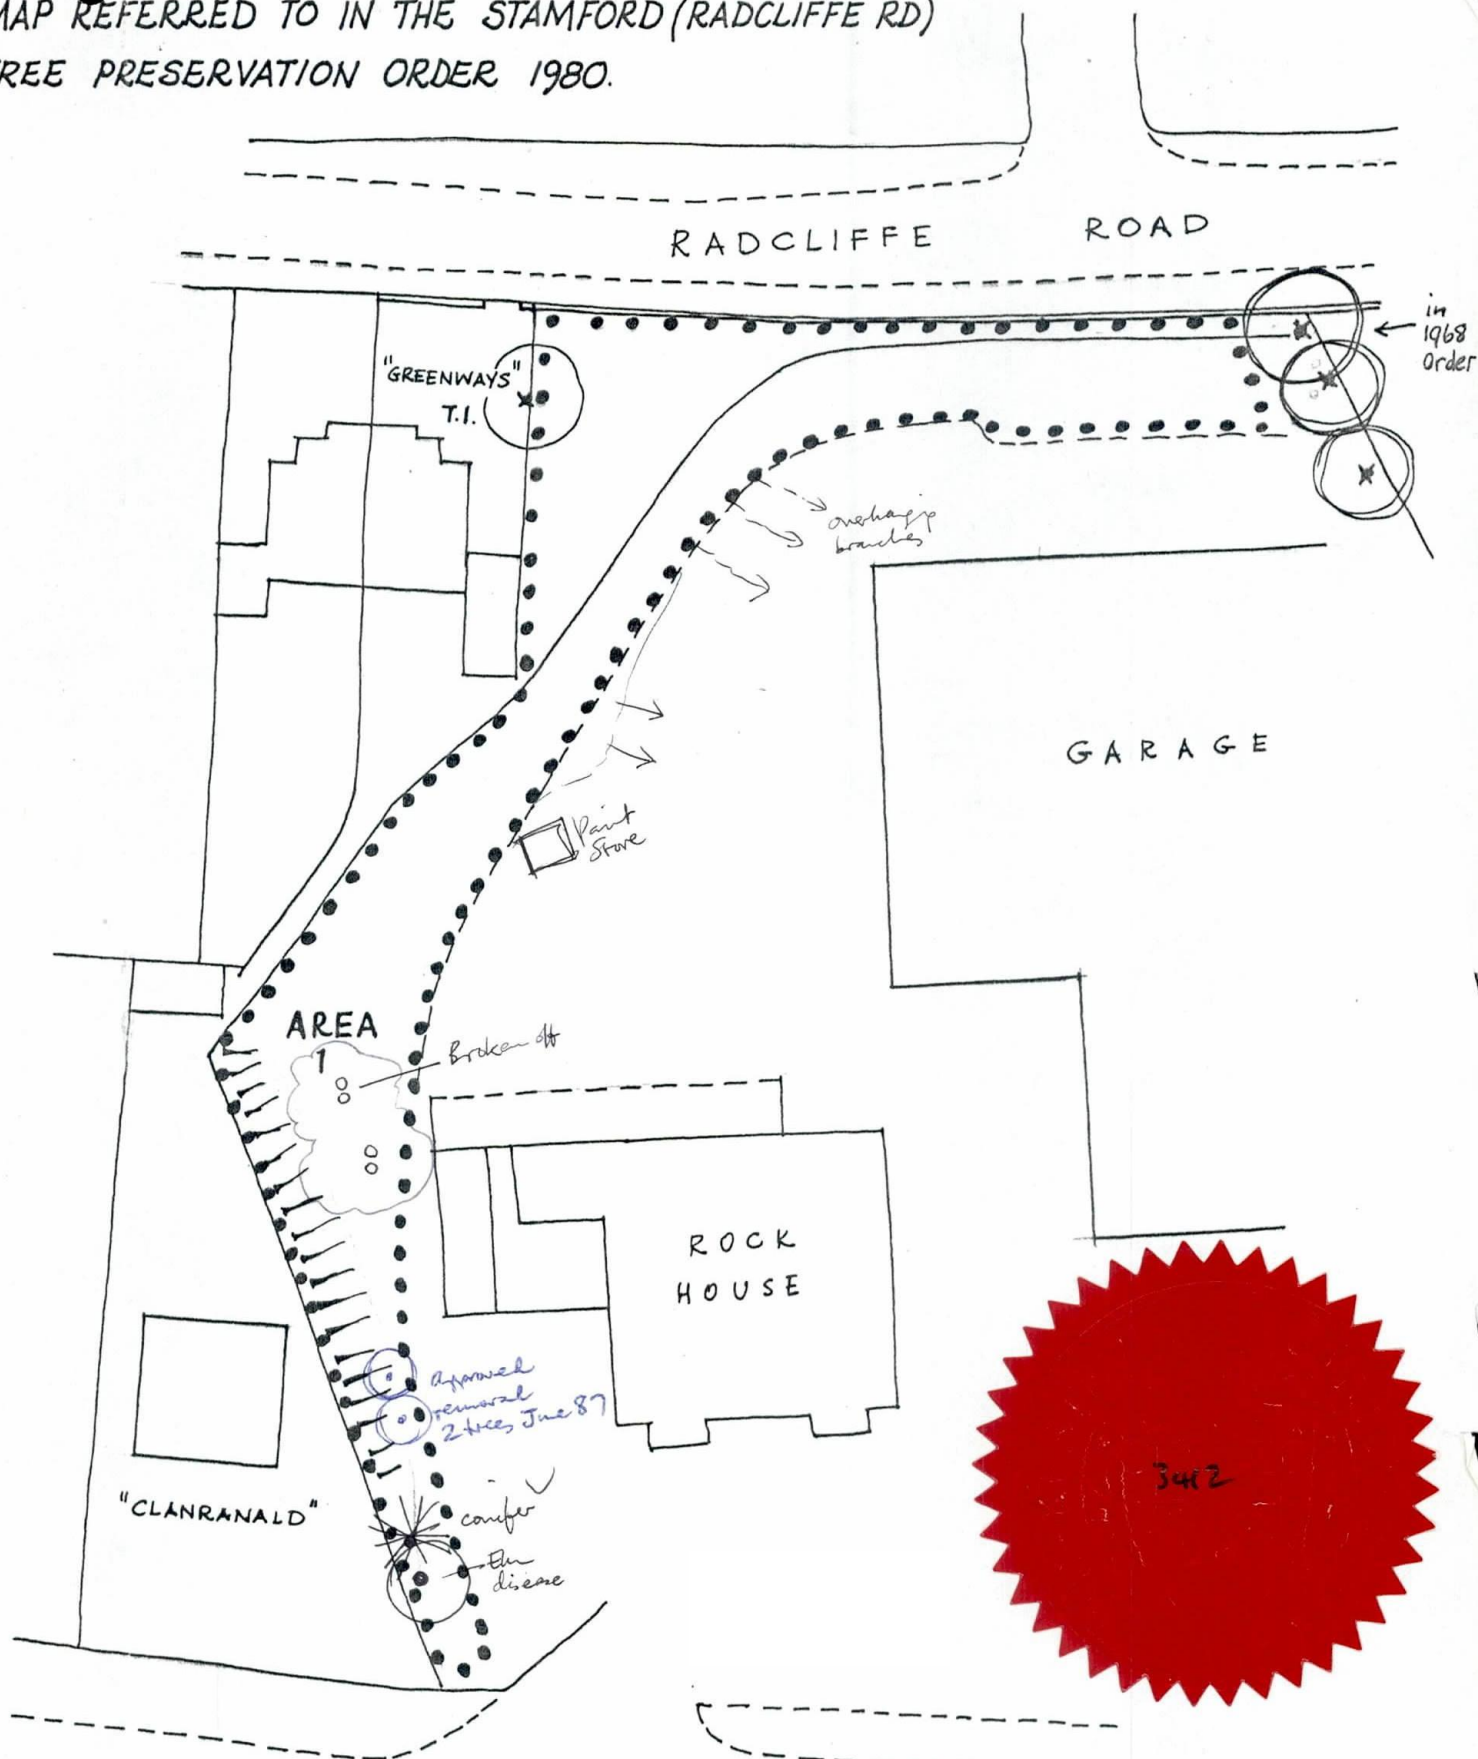 MAP REFERRED TO IN THE STAMFORD (RADCLIFFE RD)
TREE PRESERVATION ORDER 1980.
RADCLIFFE ROAD
in
1968
Order
"GREENWAYS"
T.1.
overhanging
branches
GARAGE
Paint
Store
AREA
1
Broken off
ROCK
HOUSE
Approved
removal
2 trees June 87
3412
"CLANRANALD"
conifer
Elm
disease